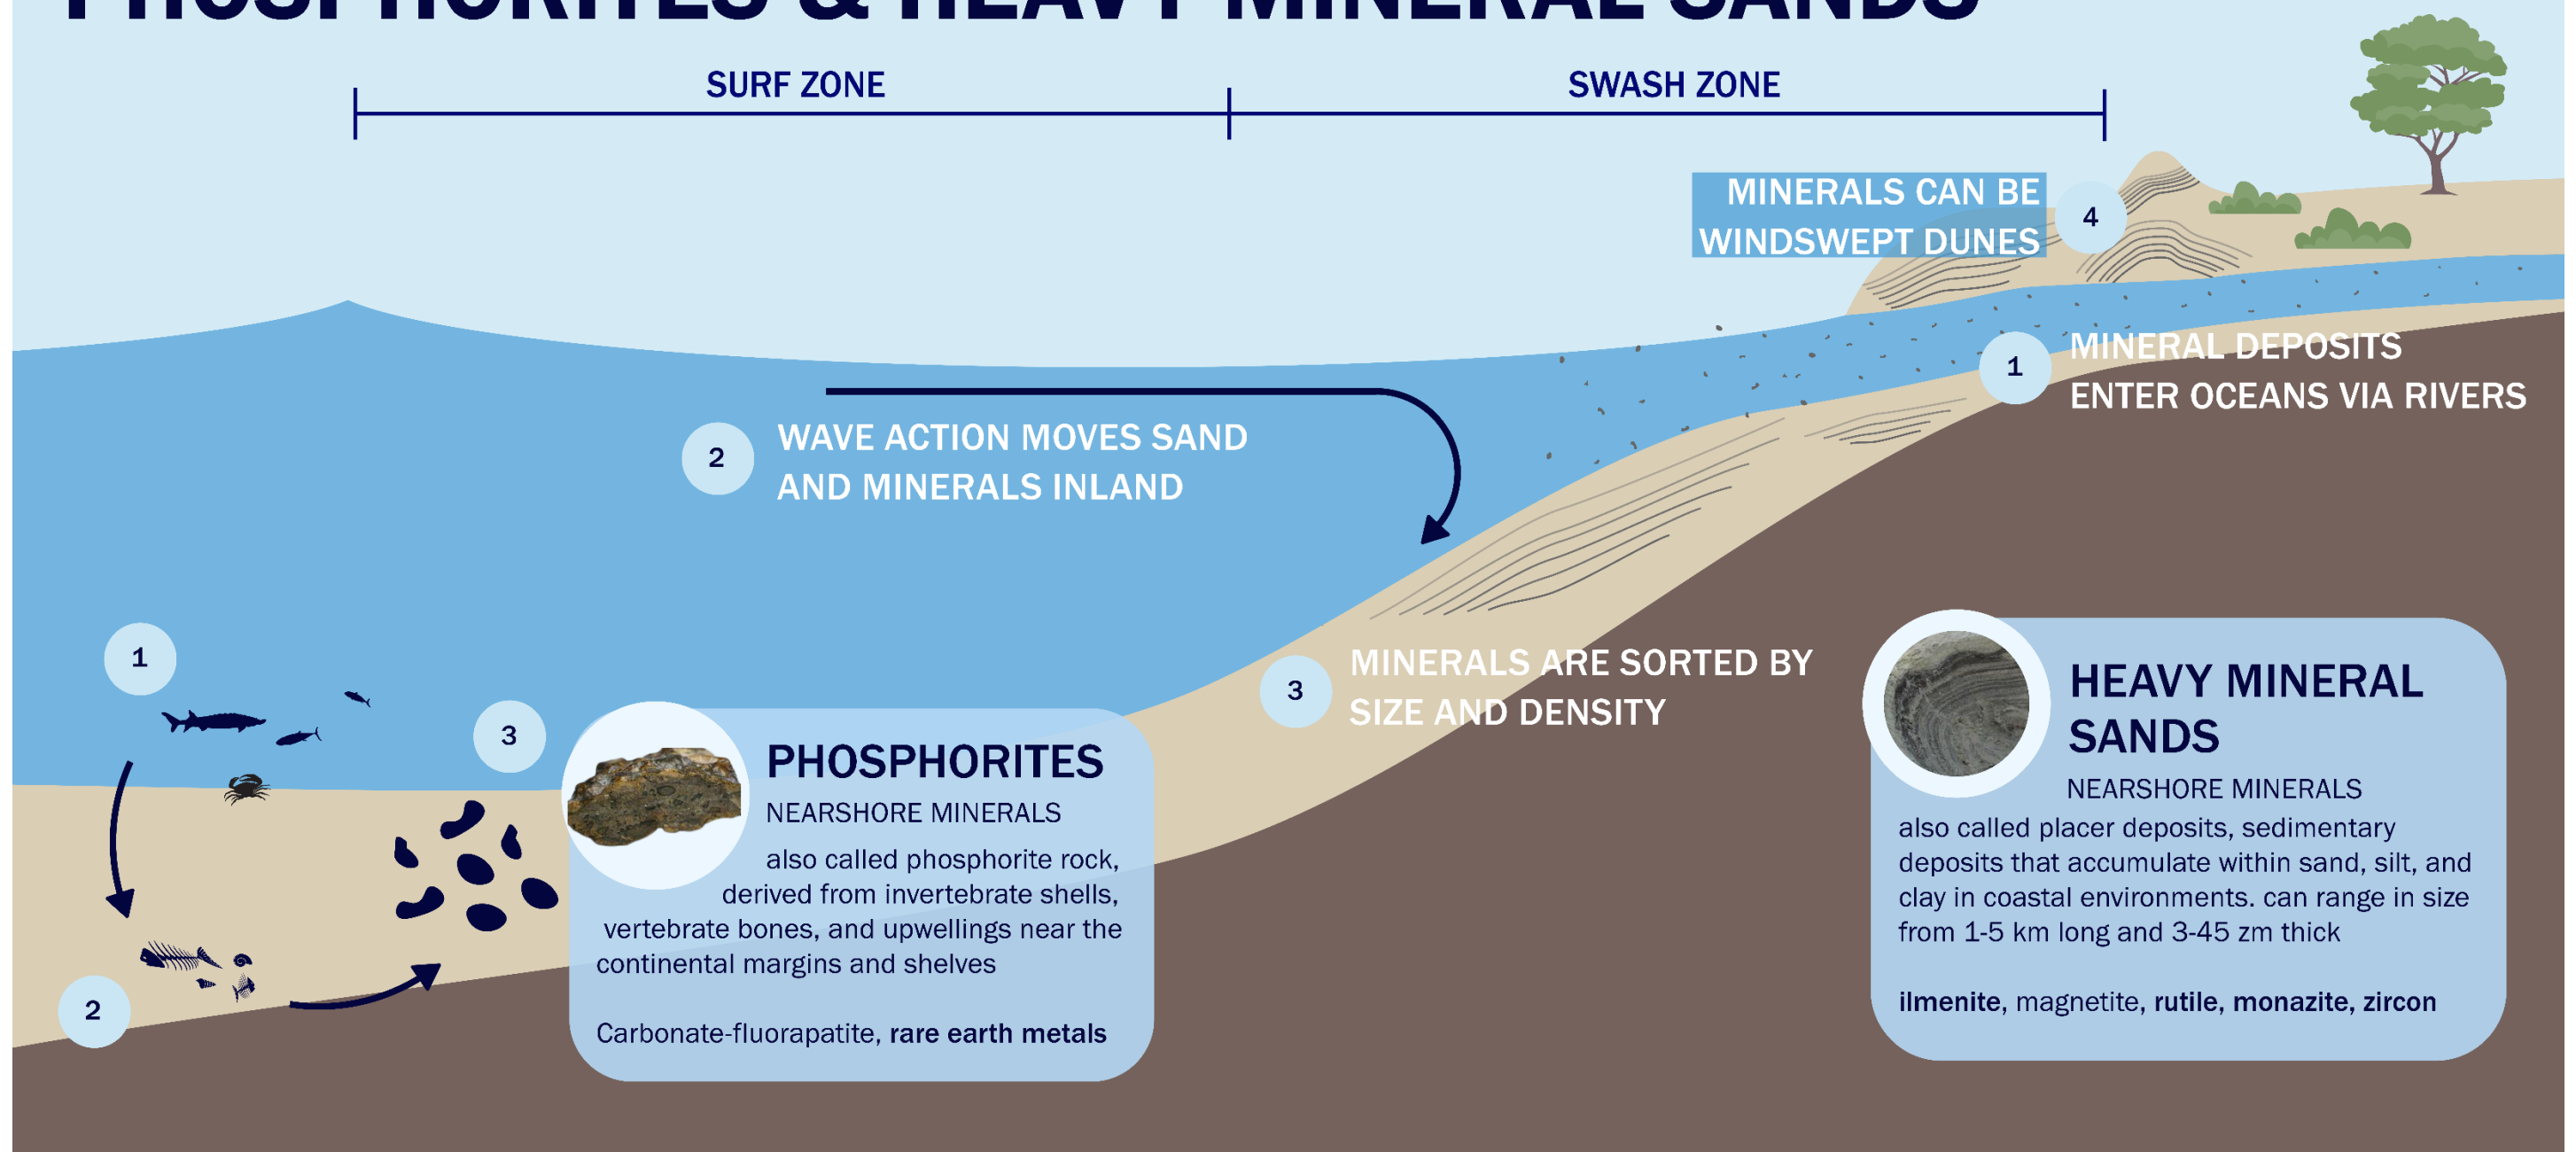 PHOSPHORITES & HEAVY MINERAL SANDS
SURF ZONE
SWASH ZONE
MINERALS CAN BE
WINDSWEPT DUNES
4
1
MINERAL DEPOSITS
ENTER OCEANS VIA RIVERS
2
WAVE ACTION MOVES SAND
AND MINERALS INLAND
3
MINERALS ARE SORTED BY
SIZE AND DENSITY
1
2
3
PHOSPHORITES
NEARSHORE MINERALS
also called phosphorite rock,
derived from invertebrate shells,
vertebrate bones, and upwellings near the
continental margins and shelves
Carbonate-fluorapatite, rare earth metals
HEAVY MINERAL
SANDS
NEARSHORE MINERALS
also called placer deposits, sedimentary
deposits that accumulate within sand, silt, and
clay in coastal environments. can range in size
from 1-5 km long and 3-45 zm thick
ilmenite, magnetite, rutile, monazite, zircon